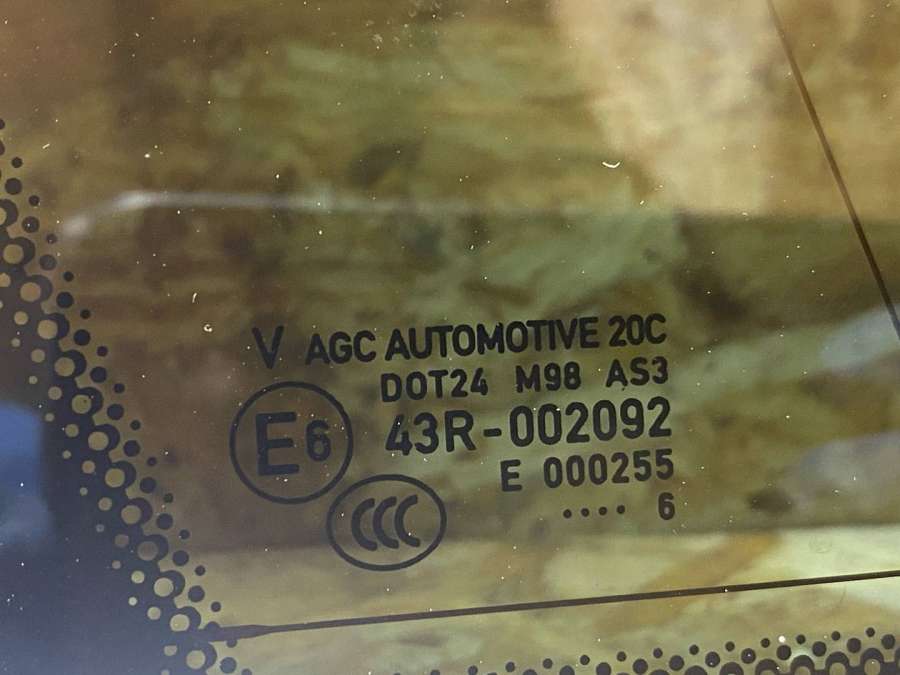 V AGC AUTOMOTIVE 20C
DOT24 M98 AS3
E6 43R-002092
E 000255
CCC
.... 6